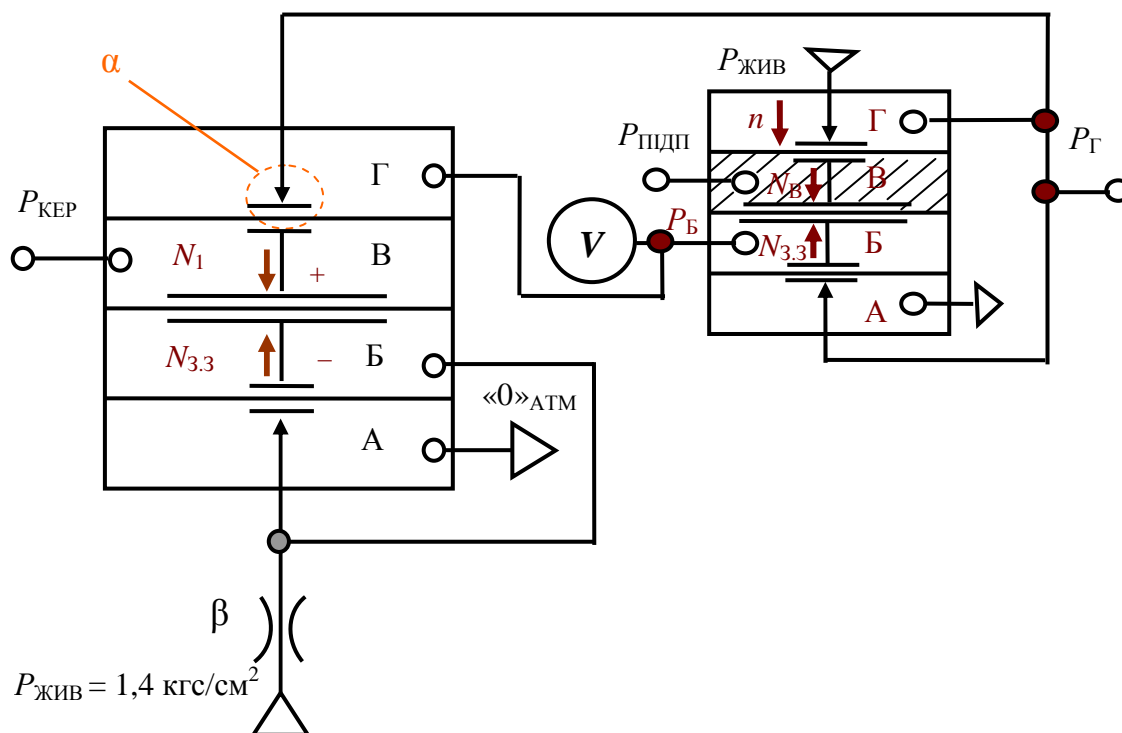 α
P_ЖИВ
n
Г
P_ПІДП
P_Г
Г
N_В
В
P_КЕР
P_Б
V
N_З.З
Б
N_1
+
В
А
N_З.З
–
Б
«0»_АТМ
А
β
P_ЖИВ = 1,4 кгс/см²